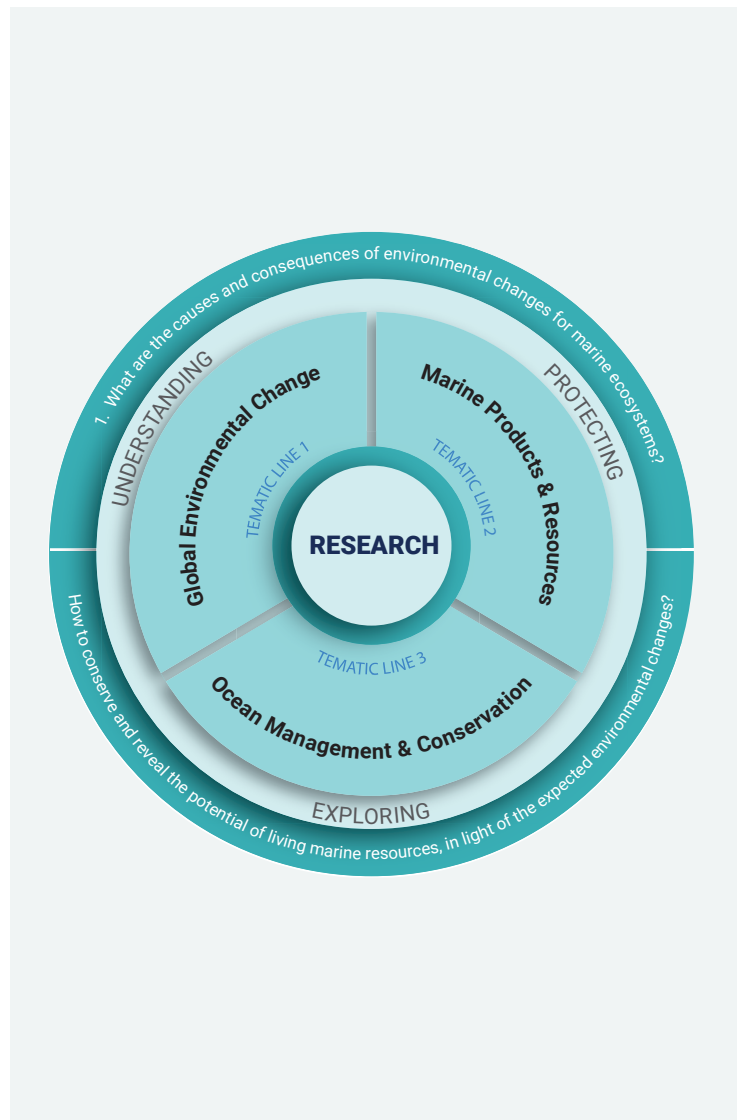 1. What are the causes and consequences of environmental changes for marine ecosystems?
UNDERSTANDING
PROTECTING
Global Environmental Change
TEMATIC LINE 1
Marine Products & Resources
TEMATIC LINE 2
RESEARCH
TEMATIC LINE 3
Ocean Management & Conservation
EXPLORING
How to conserve and reveal the potential of living marine resources, in light of the expected environmental changes?